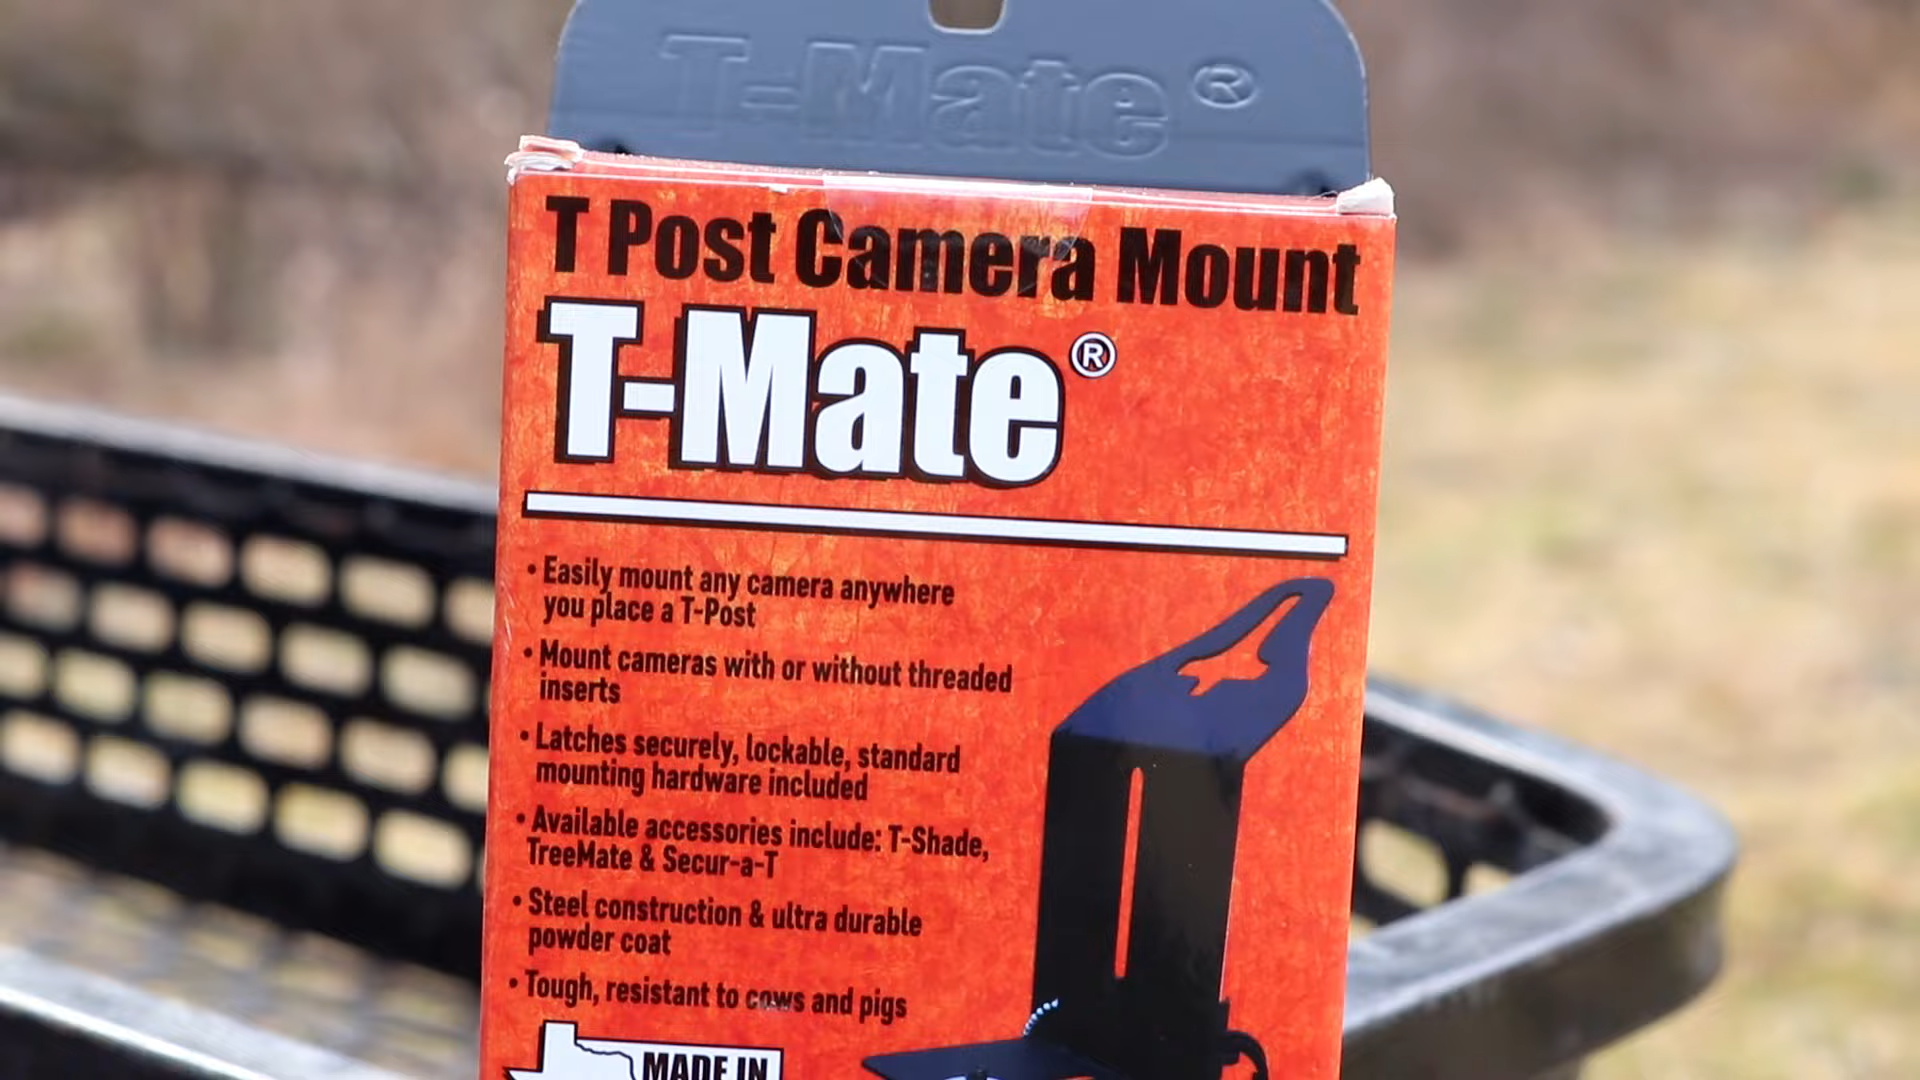 T-Mate®
T Post Camera Mount
T-Mate®
• Easily mount any camera anywhere
you place a T-Post
• Mount cameras with or without threaded
inserts
• Latches securely, lockable, standard
mounting hardware included
• Available accessories include: T-Shade,
TreeMate & Secur-a-T
• Steel construction & ultra durable
powder coat
• Tough, resistant to cows and pigs
MADE IN